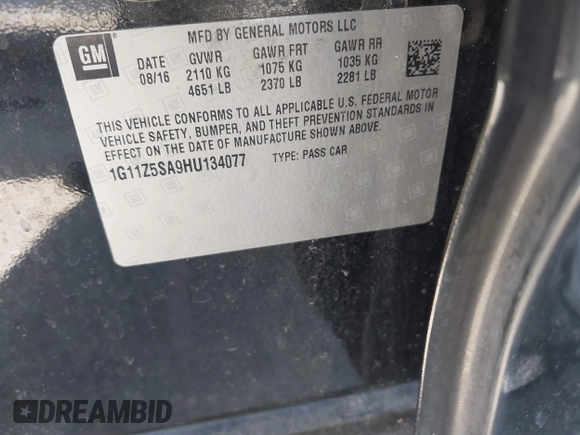 GM
MFD BY GENERAL MOTORS LLC
DATE GVWR GAWR FRT GAWR RR
08/16 2110 KG 1075 KG 1035 KG
4651 LB 2370 LB 2281 LB
THIS VEHICLE CONFORMS TO ALL APPLICABLE U.S. FEDERAL MOTOR
VEHICLE SAFETY, BUMPER, AND THEFT PREVENTION STANDARDS IN
EFFECT ON THE DATE OF MANUFACTURE SHOWN ABOVE.
1G11Z5SA9HU134077 TYPE: PASS CAR
DREAMBID